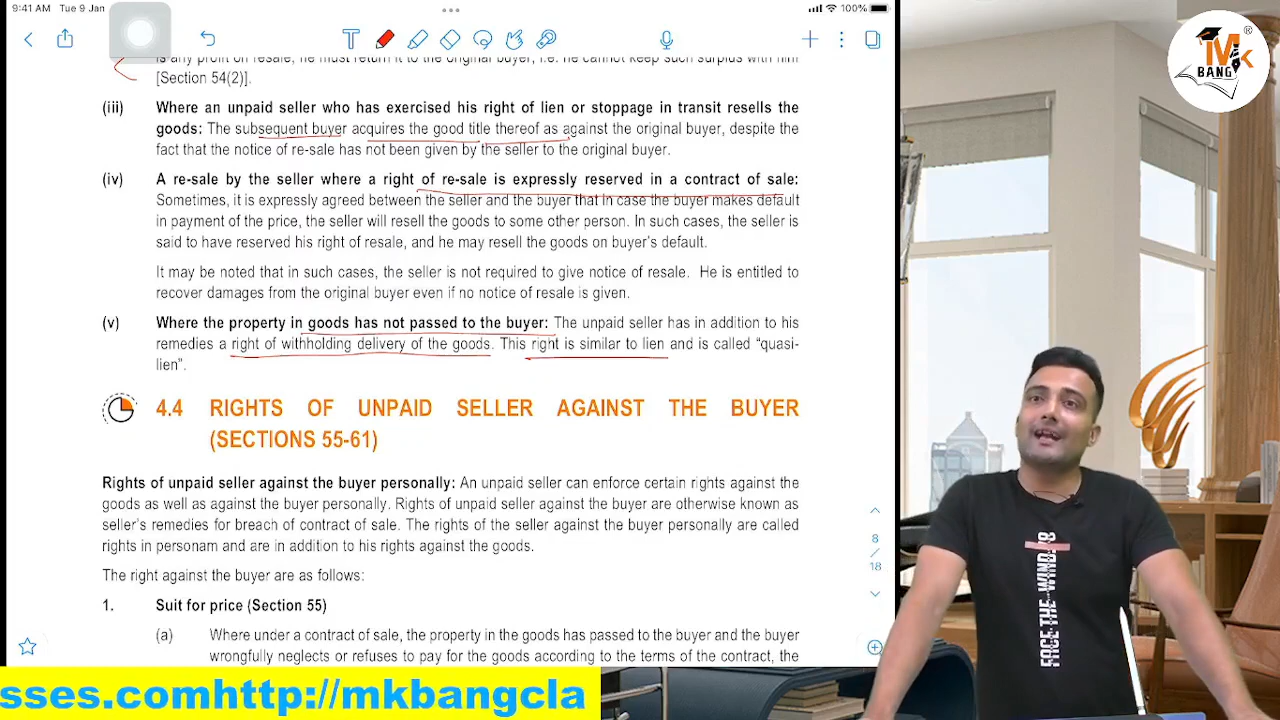 9:41 AM Tue 9 Jan
100%
is any profit on resale, he must return it to the original buyer, i.e. he cannot keep such surplus with him
[Section 54(2)].
(iii) Where an unpaid seller who has exercised his right of lien or stoppage in transit resells the
goods: The subsequent buyer acquires the good title thereof as against the original buyer, despite the
fact that the notice of re-sale has not been given by the seller to the original buyer.
(iv) A re-sale by the seller where a right of re-sale is expressly reserved in a contract of sale:
Sometimes, it is expressly agreed between the seller and the buyer that in case the buyer makes default
in payment of the price, the seller will resell the goods to some other person. In such cases, the seller is
said to have reserved his right of resale, and he may resell the goods on buyer's default.
It may be noted that in such cases, the seller is not required to give notice of resale. He is entitled to
recover damages from the original buyer even if no notice of resale is given.
(v) Where the property in goods has not passed to the buyer: The unpaid seller has in addition to his
remedies a right of withholding delivery of the goods. This right is similar to lien and is called “quasi-
lien”.
4.4 RIGHTS OF UNPAID SELLER AGAINST THE BUYER
(SECTIONS 55-61)
Rights of unpaid seller against the buyer personally: An unpaid seller can enforce certain rights against the
goods as well as against the buyer personally. Rights of unpaid seller against the buyer are otherwise known as
seller's remedies for breach of contract of sale. The rights of the seller against the buyer personally are called
rights in personam and are in addition to his rights against the goods.
The right against the buyer are as follows:
1. Suit for price (Section 55)
(a) Where under a contract of sale, the property in the goods has passed to the buyer and the buyer
wrongfully neglects or refuses to pay for the goods according to the terms of the contract, the
8
/
18
T
MK
BANG
®
FACE THE WIND
sses.comhttp://mkbangcla